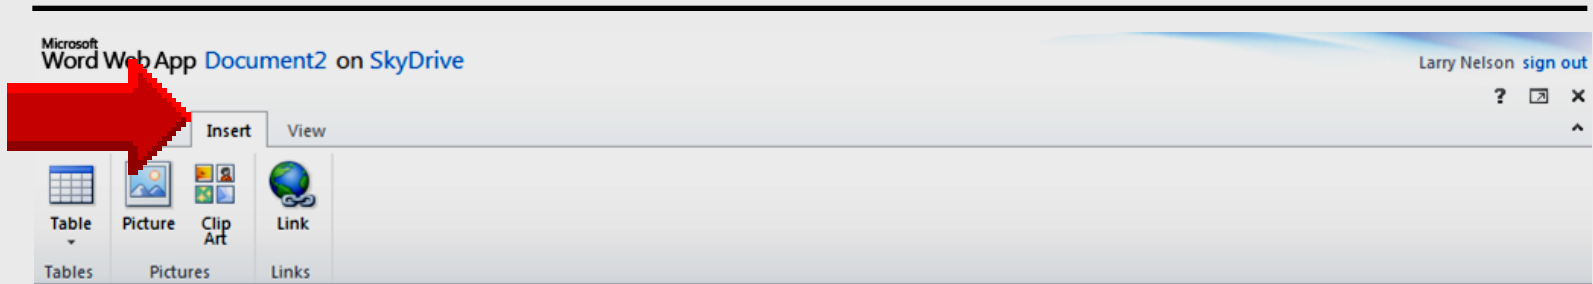 Microsoft
Word Web App Document2 on SkyDrive
Larry Nelson sign out
?
Insert View
Table Picture Clip Art Link
Tables Pictures Links